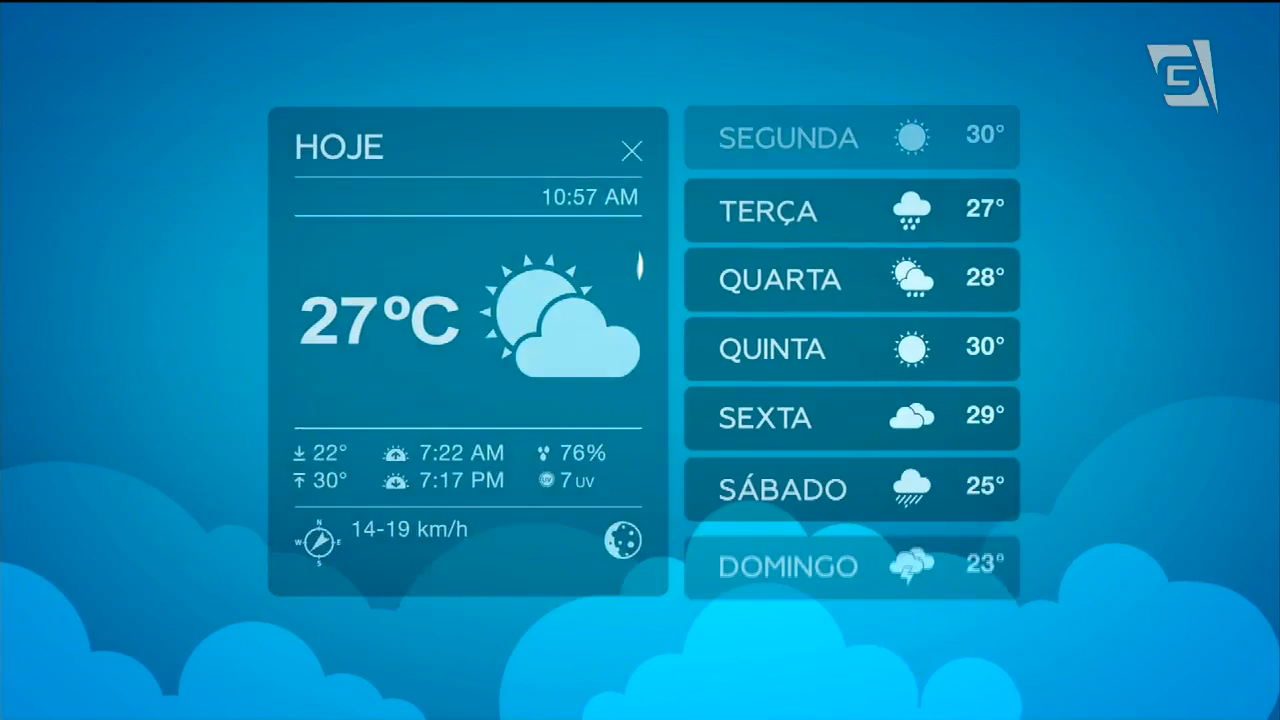 HOJE
10:57 AM
27ºC
22° 7:22 AM 76%
30° 7:17 PM UV 7 UV
N
W E
S
14-19 km/h
SEGUNDA 30°
TERÇA 27°
QUARTA 28°
QUINTA 30°
SEXTA 29°
SÁBADO 25°
DOMINGO 23°
G